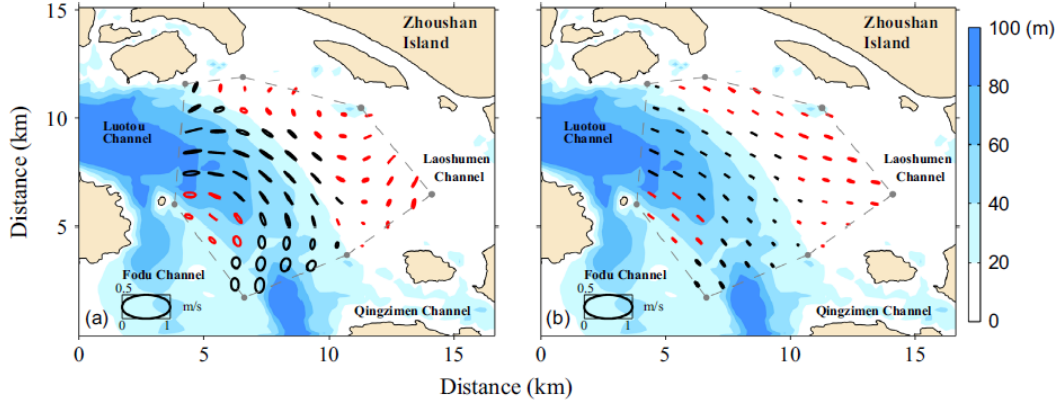 15
10
5
0
Distance (km)
Zhoushan
Island
Luotou
Channel
Laoshumen
Channel
Fodu Channel
0.5
m/s
0 1
(a)
Qingzimen Channel
0 5 10 15
Zhoushan
Island
Luotou
Channel
Laoshumen
Channel
Fodu Channel
0.5
m/s
0 1
(b)
Qingzimen Channel
0 5 10 15
Distance (km)
100 (m)
80
60
40
20
0